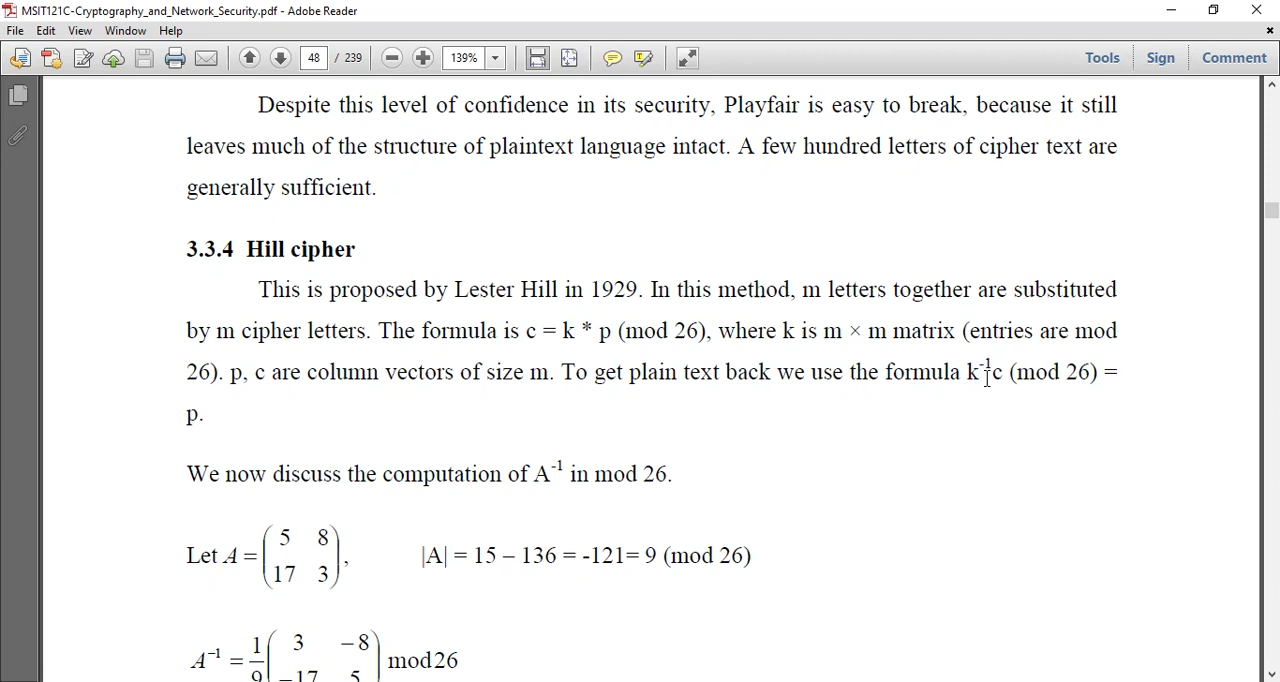 MSIT121C-Cryptography_and_Network_Security.pdf - Adobe Reader
File Edit View Window Help
48 / 239 139% Tools Sign Comment
Despite this level of confidence in its security, Playfair is easy to break, because it still
leaves much of the structure of plaintext language intact. A few hundred letters of cipher text are
generally sufficient.
3.3.4 Hill cipher
This is proposed by Lester Hill in 1929. In this method, m letters together are substituted
by m cipher letters. The formula is c = k * p (mod 26), where k is m × m matrix (entries are mod
26). p, c are column vectors of size m. To get plain text back we use the formula k⁻¹c (mod 26) =
p.
We now discuss the computation of A⁻¹ in mod 26.
5 8
Let A = , |A| = 15 – 136 = -121= 9 (mod 26)
17 3
1 3 −8
A⁻¹ = mod26
9 −17 5